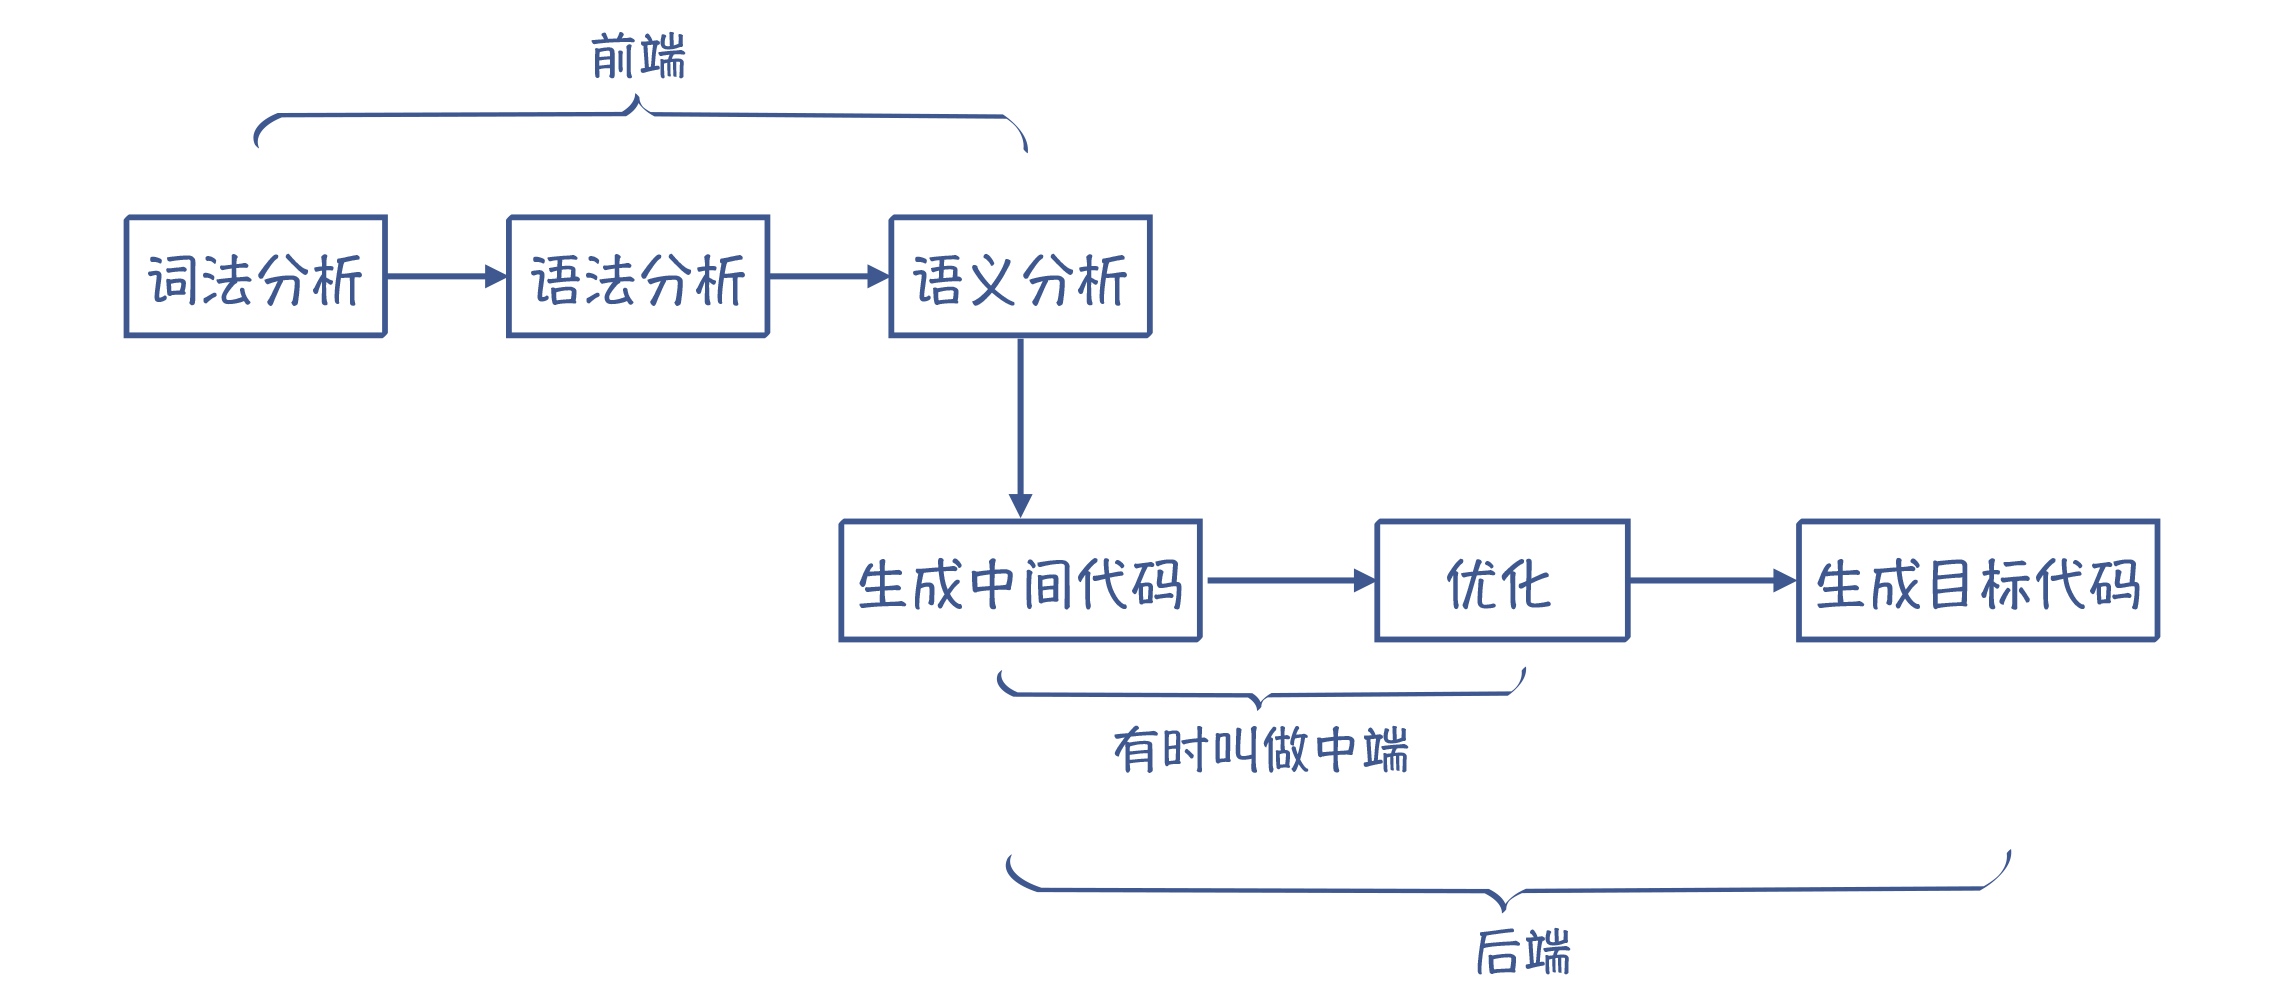 前端
词法分析
语法分析
语义分析
生成中间代码
优化
生成目标代码
有时叫做中端
后端